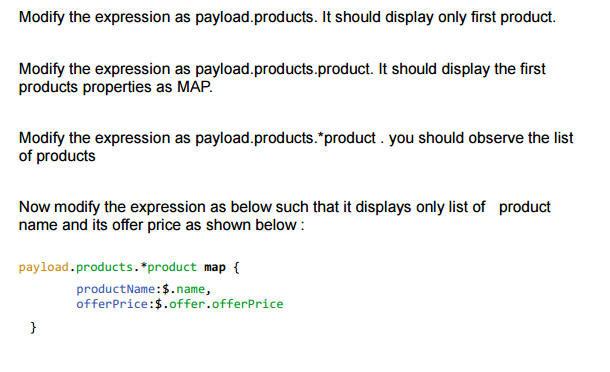 Modify the expression as payload.products. It should display only first product.
Modify the expression as payload.products.product. It should display the first
products properties as MAP.
Modify the expression as payload.products.*product . you should observe the list
of products
Now modify the expression as below such that it displays only list of product
name and its offer price as shown below :
payload.products.*product map {
productName:$.name,
offerPrice:$.offer.offerPrice
}